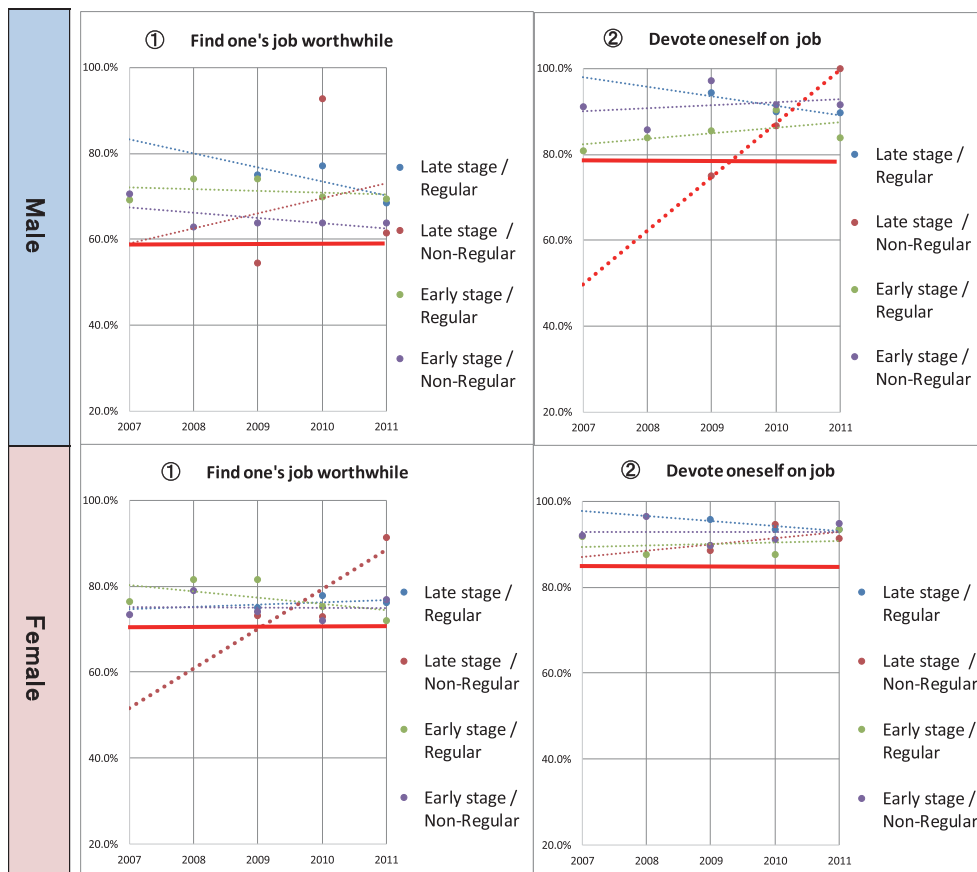 Male
① Find one's job worthwhile
100.0%
80.0%
60.0%
40.0%
20.0%
2007 2008 2009 2010 2011
Late stage /
Regular
Late stage /
Non-Regular
Early stage /
Regular
Early stage /
Non-Regular
② Devote oneself on job
100.0%
80.0%
60.0%
40.0%
20.0%
2007 2008 2009 2010 2011
Late stage /
Regular
Late stage /
Non-Regular
Early stage /
Regular
Early stage /
Non-Regular
Female
① Find one's job worthwhile
100.0%
80.0%
60.0%
40.0%
20.0%
2007 2008 2009 2010 2011
Late stage /
Regular
Late stage /
Non-Regular
Early stage /
Regular
Early stage /
Non-Regular
② Devote oneself on job
100.0%
80.0%
60.0%
40.0%
20.0%
2007 2008 2009 2010 2011
Late stage /
Regular
Late stage /
Non-Regular
Early stage /
Regular
Early stage /
Non-Regular